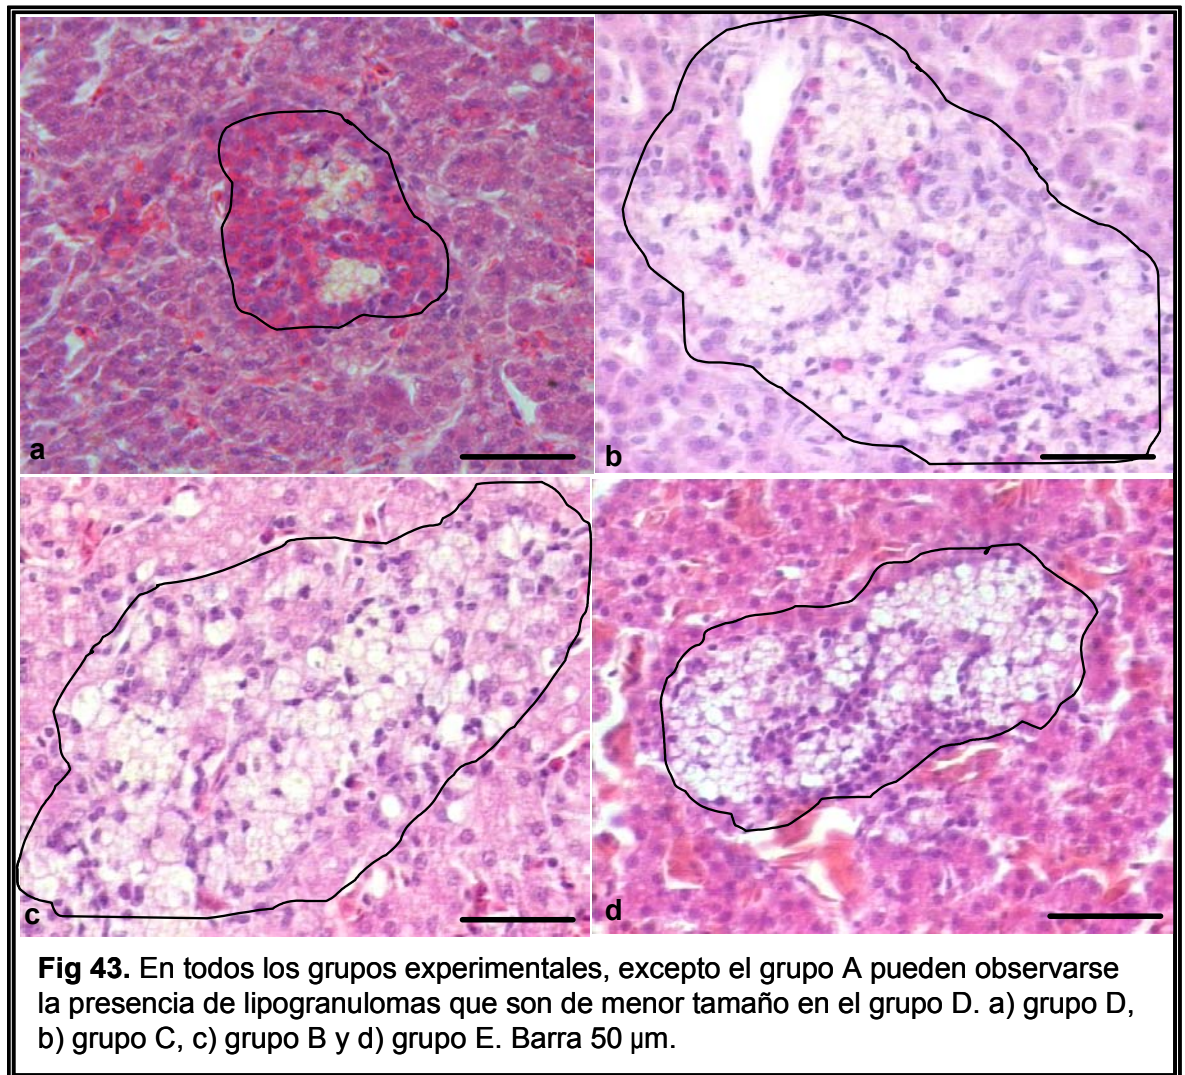 a
b
c
d
Fig 43. En todos los grupos experimentales, excepto el grupo A pueden observarse
la presencia de lipogranulomas que son de menor tamaño en el grupo D. a) grupo D,
b) grupo C, c) grupo B y d) grupo E. Barra 50 µm.